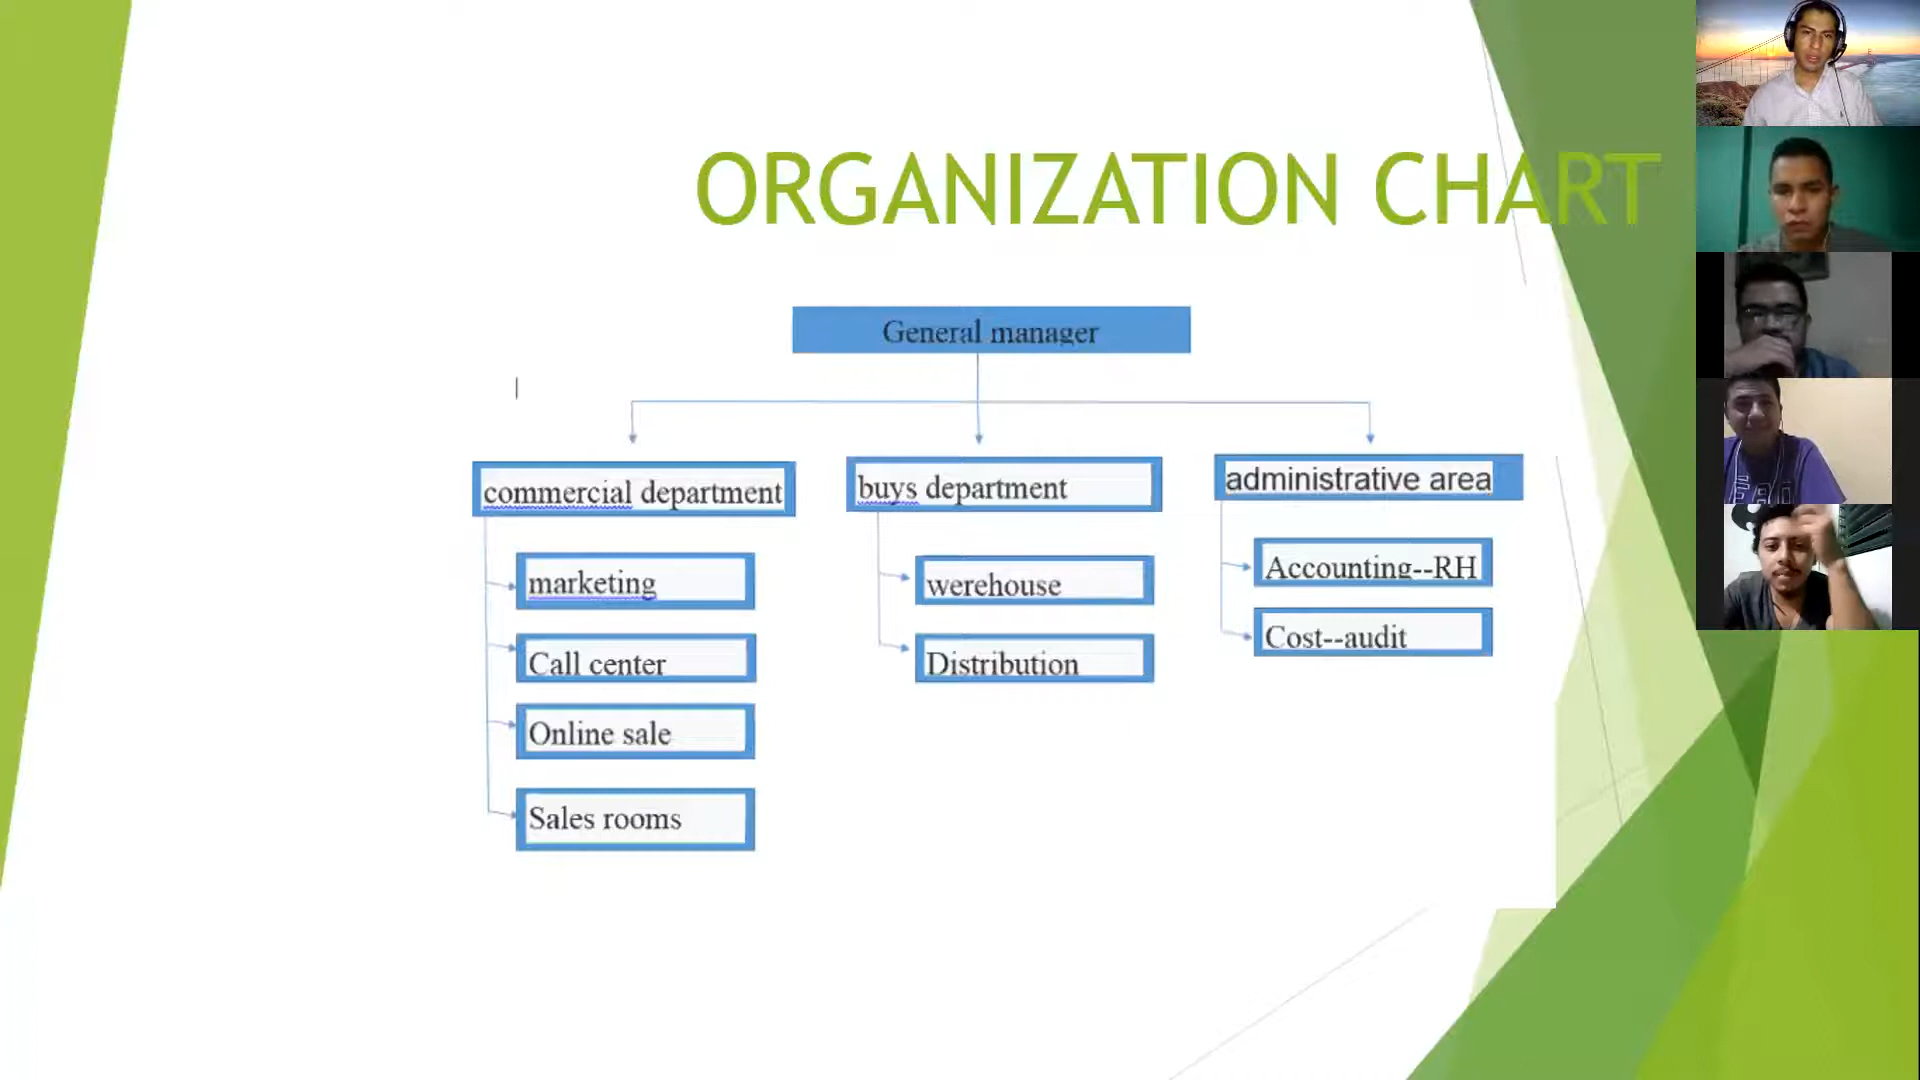 ORGANIZATION CHART
General manager
commercial department
marketing
Call center
Online sale
Sales rooms
buys department
werehouse
Distribution
administrative area
Accounting--RH
Cost--audit